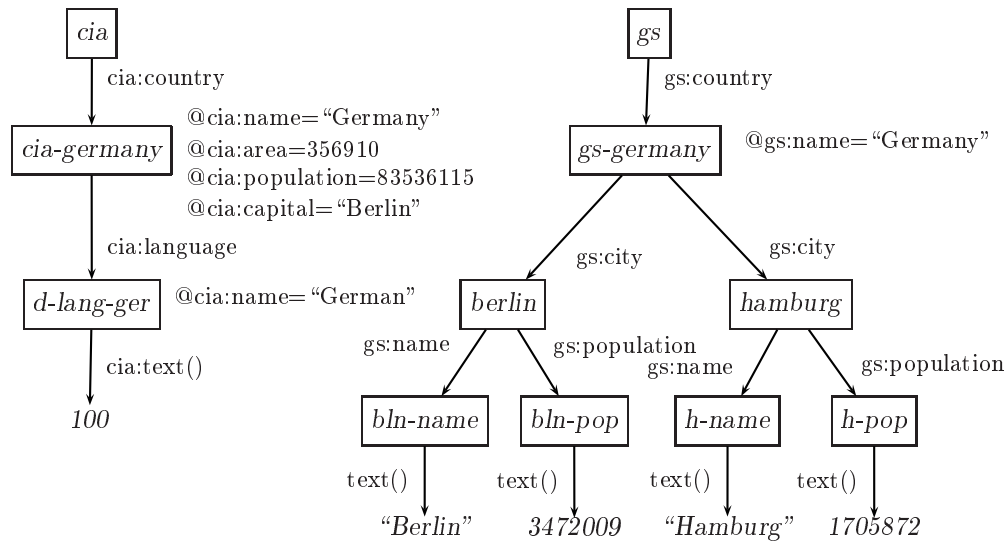 cia
gs
cia:country
gs:country
cia-germany
@cia:name=“Germany”
@cia:area=356910
@cia:population=83536115
@cia:capital=“Berlin”
gs-germany
@gs:name=“Germany”
cia:language
gs:city
gs:city
d-lang-ger
@cia:name=“German”
berlin
hamburg
cia:text()
gs:name
gs:population
gs:name
gs:population
100
bln-name
bln-pop
h-name
h-pop
text()
text()
text()
text()
“Berlin”
3472009
“Hamburg”
1705872